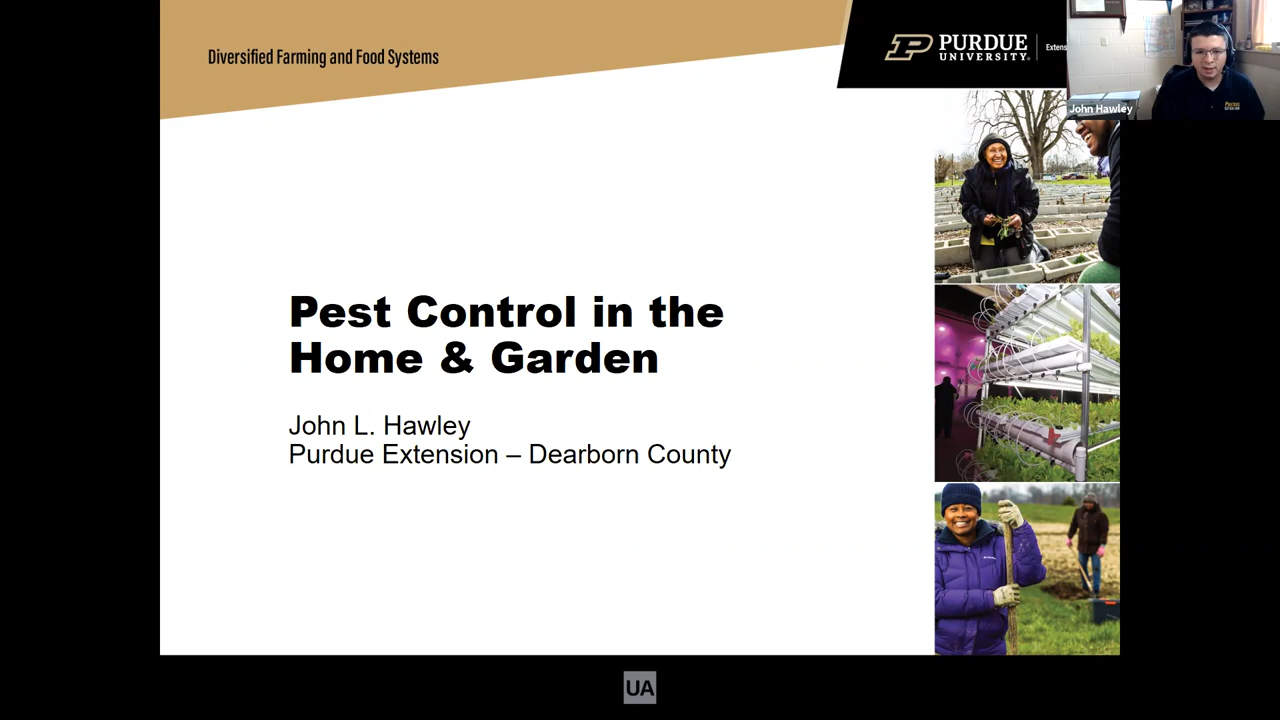 Diversified Farming and Food Systems
PURDUE
UNIVERSITY®
John Hawley
Pest Control in the
Home & Garden
John L. Hawley
Purdue Extension – Dearborn County
UA